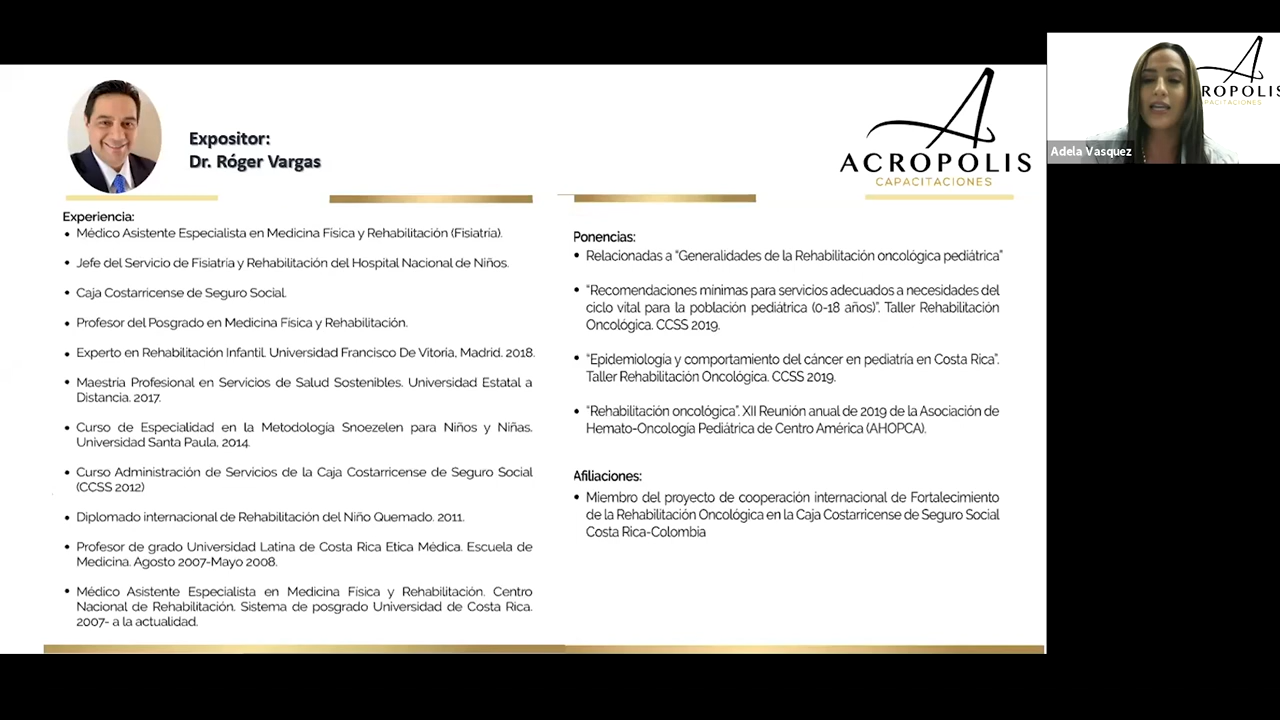 Expositor:
Dr. Róger Vargas
ACROPOLIS
CAPACITACIONES
Experiencia:
• Médico Asistente Especialista en Medicina Física y Rehabilitación (Fisiatría).
• Jefe del Servicio de Fisiatría y Rehabilitación del Hospital Nacional de Niños.
• Caja Costarricense de Seguro Social.
• Profesor del Posgrado en Medicina Física y Rehabilitación.
• Experto en Rehabilitación Infantil. Universidad Francisco De Vitoria, Madrid. 2018.
• Maestría Profesional en Servicios de Salud Sostenibles. Universidad Estatal a
Distancia. 2017.
• Curso de Especialidad en la Metodología Snoezelen para Niños y Niñas.
Universidad Santa Paula, 2014.
• Curso Administración de Servicios de la Caja Costarricense de Seguro Social
(CCSS 2012)
• Diplomado internacional de Rehabilitación del Niño Quemado. 2011.
• Profesor de grado Universidad Latina de Costa Rica Etica Médica. Escuela de
Medicina. Agosto 2007-Mayo 2008.
• Médico Asistente Especialista en Medicina Física y Rehabilitación. Centro
Nacional de Rehabilitación. Sistema de posgrado Universidad de Costa Rica.
2007- a la actualidad.
Ponencias:
• Relacionadas a “Generalidades de la Rehabilitación oncológica pediátrica”
• “Recomendaciones mínimas para servicios adecuados a necesidades del
ciclo vital para la población pediátrica (0-18 años)”. Taller Rehabilitación
Oncológica. CCSS 2019.
• “Epidemiología y comportamiento del cáncer en pediatría en Costa Rica”.
Taller Rehabilitación Oncológica. CCSS 2019.
• “Rehabilitación oncológica”. XII Reunión anual de 2019 de la Asociación de
Hemato-Oncología Pediátrica de Centro América (AHOPCA).
Afiliaciones:
• Miembro del proyecto de cooperación internacional de Fortalecimiento
de la Rehabilitación Oncológica en la Caja Costarricense de Seguro Social
Costa Rica-Colombia
ROPOLIS
PACITACIONES
Adela Vasquez